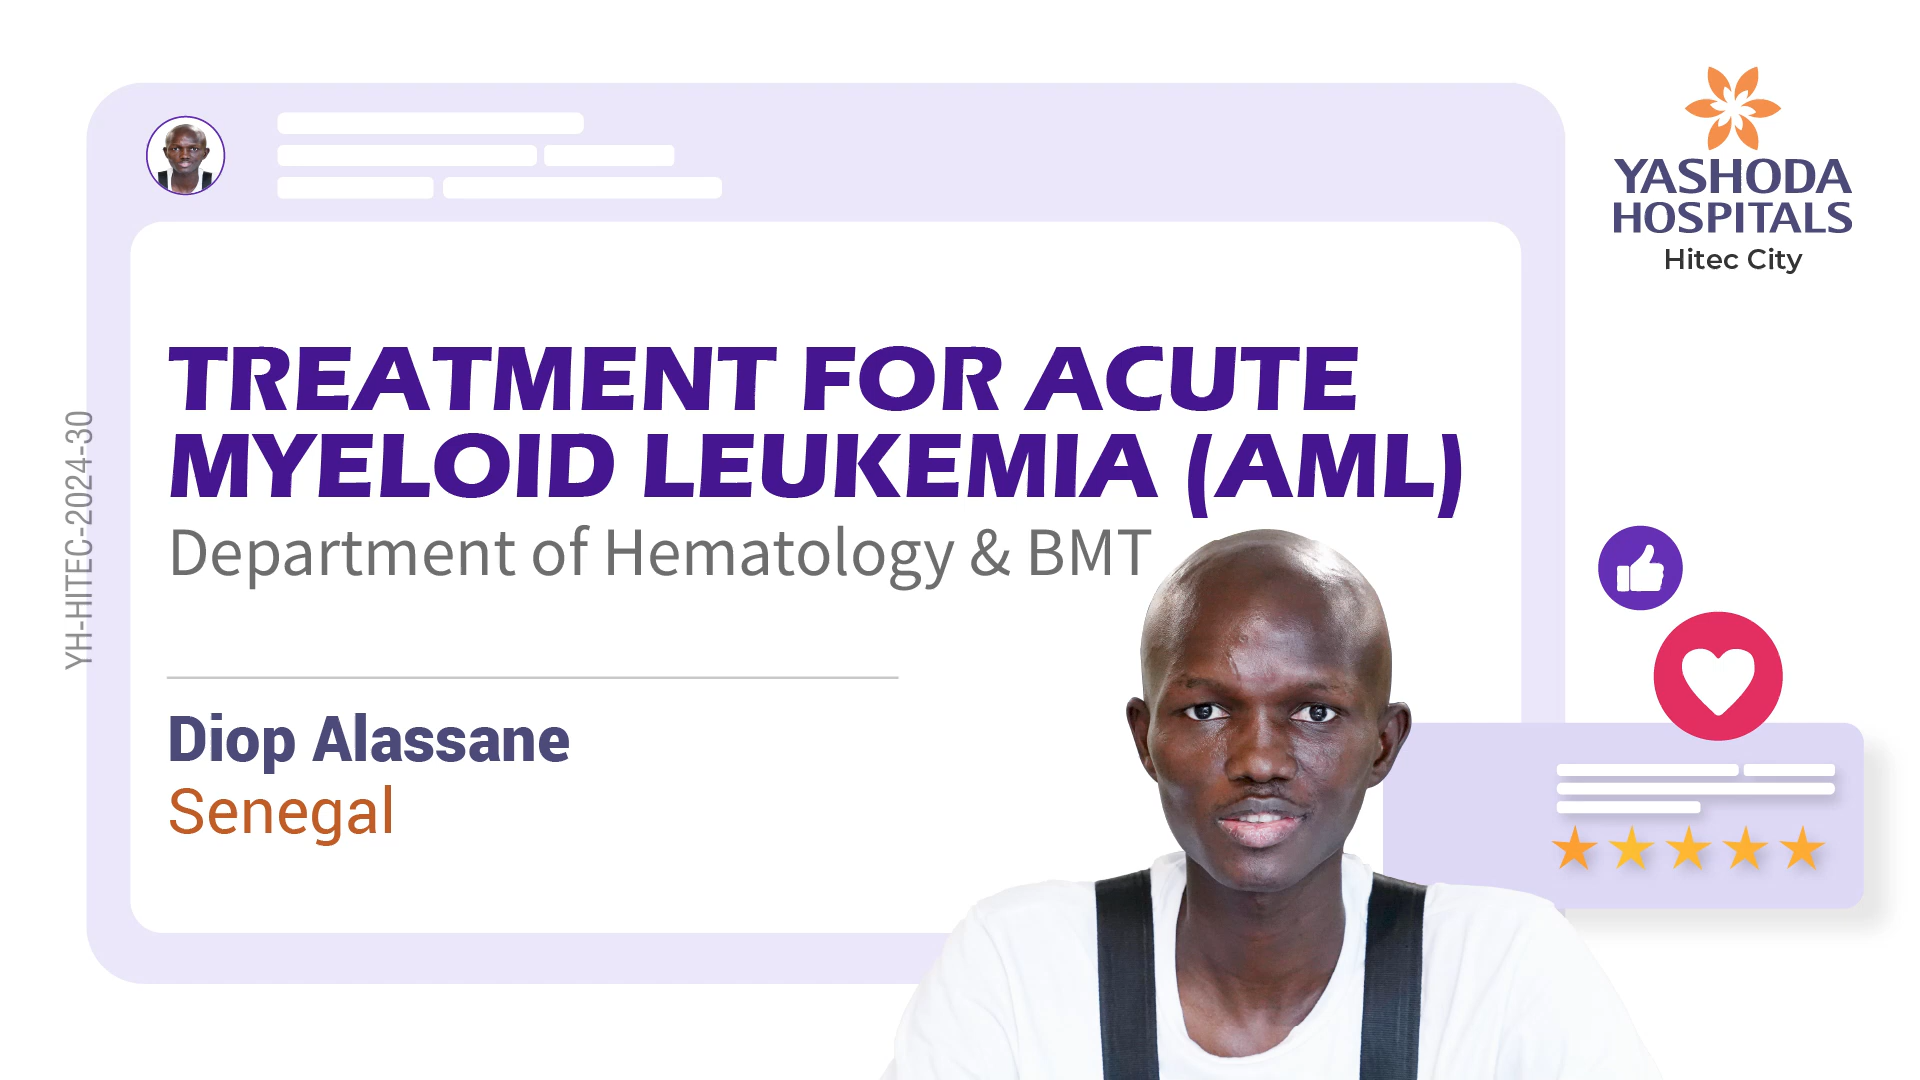 YASHODA
HOSPITALS
Hitec City
TREATMENT FOR ACUTE
MYELOID LEUKEMIA (AML)
Department of Hematology & BMT
Diop Alassane
Senegal
YH-HITEC-2024-30